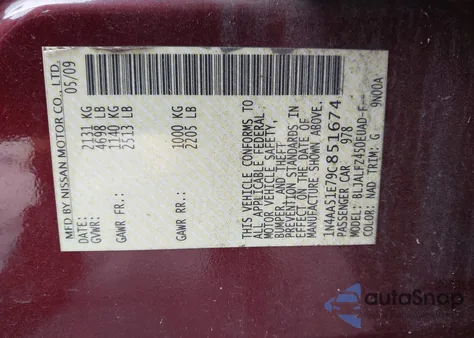 MFD BY NISSAN MOTOR CO., LTD.
05/09
GVWR: 2131 KG
4698 LB
GAWR FR.: 1140 KG
2513 LB
GAWR RR.: 1000 KG
2205 LB
THIS VEHICLE CONFORMS TO
ALL APPLICABLE FEDERAL
MOTOR VEHICLE SAFETY,
BUMPER AND THEFT
PREVENTION STANDARDS IN
EFFECT ON THE DATE OF
MANUFACTURE SHOWN ABOVE.
1N4AA51E79C851674
PASSENGER CAR 978
MODEL: BLJALFZ45DEUAD-F--
COLOR: NAD TRIM: G 9N00A
autoSnap